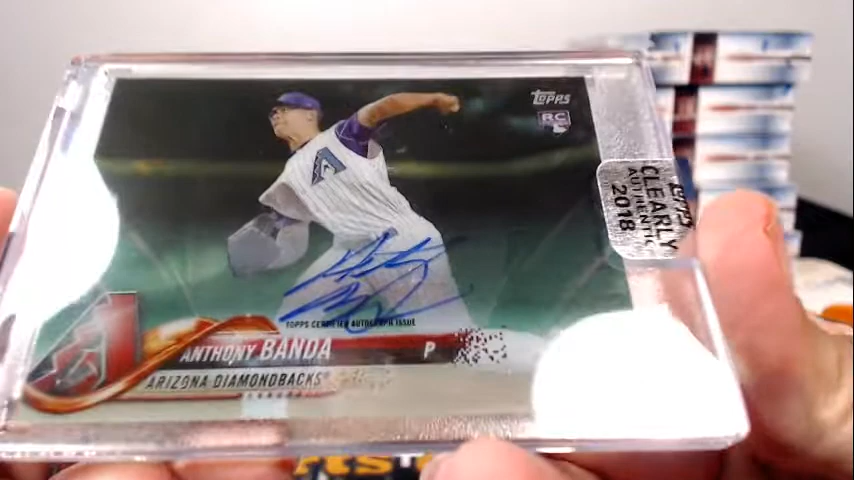 TOPPS
RC
TOPPS
CLEARLY
AUTHENTIC
2018
TOPPS CERTIFIED AUTOGRAPH ISSUE
ANTHONY BANDA P
ARIZONA DIAMONDBACKS